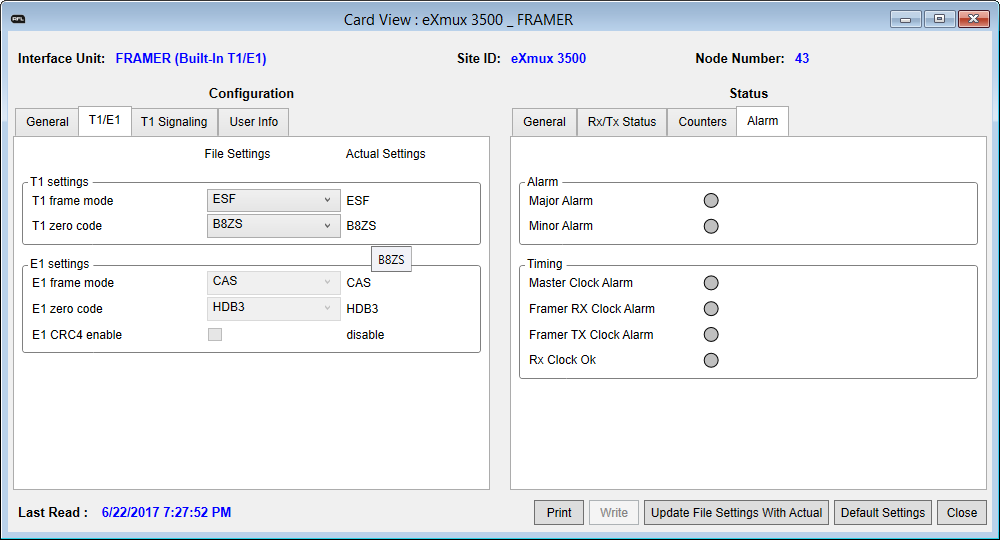 RFL
Card View : eXmux 3500 _ FRAMER
Interface Unit: FRAMER (Built-In T1/E1) Site ID: eXmux 3500 Node Number: 43
Configuration
General T1/E1 T1 Signaling User Info
File Settings Actual Settings
T1 settings
T1 frame mode ESF ESF
T1 zero code B8ZS B8ZS
B8ZS
E1 settings
E1 frame mode CAS CAS
E1 zero code HDB3 HDB3
E1 CRC4 enable disable
Status
General Rx/Tx Status Counters Alarm
Alarm
Major Alarm
Minor Alarm
Timing
Master Clock Alarm
Framer RX Clock Alarm
Framer TX Clock Alarm
Rx Clock Ok
Last Read : 6/22/2017 7:27:52 PM
Print Write Update File Settings With Actual Default Settings Close